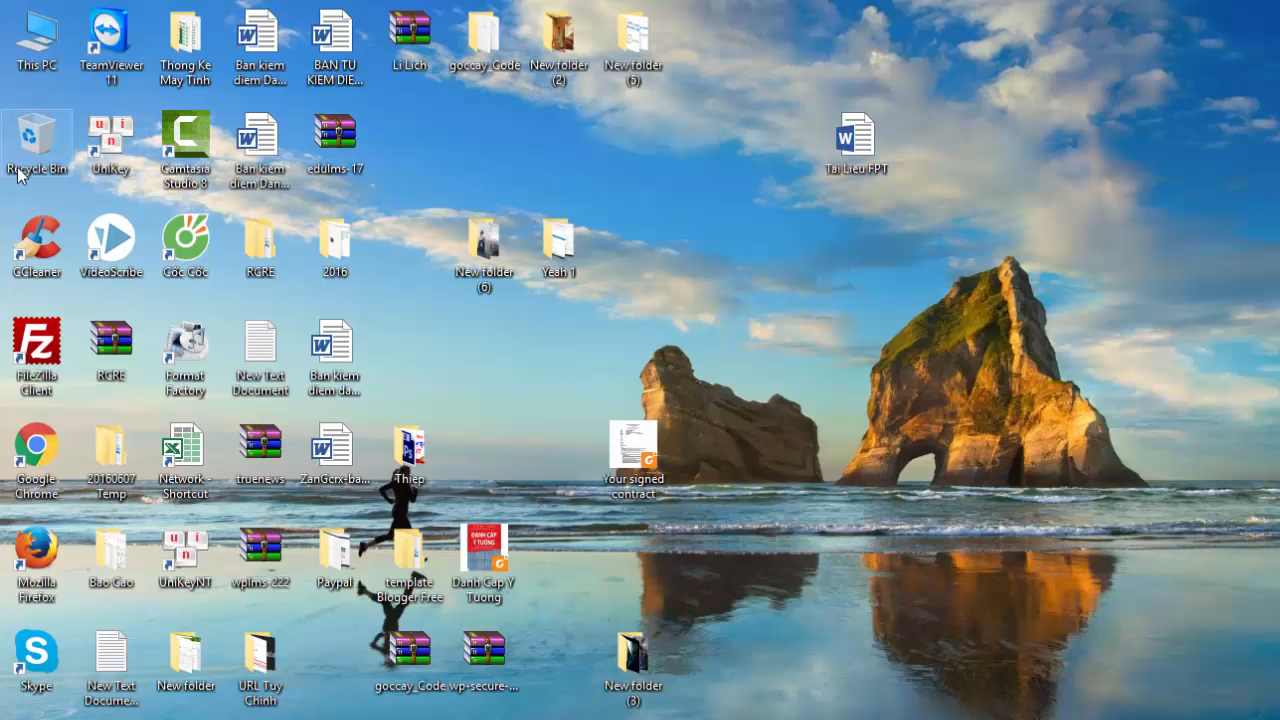 This PC
TeamViewer
11
Thong Ke
May Tinh
Ban kiem
diem Da...
BAN TU
KIEM DIE...
Li Lich
goccay_Code
New folder
(2)
New folder
(5)
Recycle Bin
UniKey
Camtasia
Studio 8
Ban kiem
diem Dan...
edulms-17
Tai Lieu FPT
CCleaner
VideoScribe
Cốc Cốc
RCRE
2016
New folder
(6)
Yeah 1
FileZilla
Client
RCRE
Format
Factory
New Text
Document
Ban kiem
diem da...
Google
Chrome
20160607
Temp
Network -
Shortcut
truenews
ZanGcrx-ba...
Thiep
Your signed
contract
Mozilla
Firefox
Bao Cao
UniKeyNT
wplms-222
Paypal
template
Blogger Free
ĐÁNH CẮP
Ý TƯỞNG
Danh Cap Y
Tuong
Skype
New Text
Docume...
New folder
URL Tuy
Chinh
goccay_Code
wp-secure-...
New folder
(3)